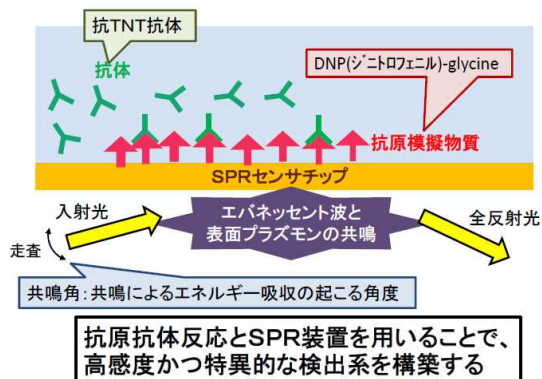 抗TNT抗体
DNP(ジニトロフェニル)-glycine
抗体
抗原模擬物質
SPRセンサチップ
入射光
エバネッセント波と
表面プラズモンの共鳴
全反射光
走査
共鳴角：共鳴によるエネルギー吸収の起こる角度
抗原抗体反応とSPR装置を用いることで、
高感度かつ特異的な検出系を構築する